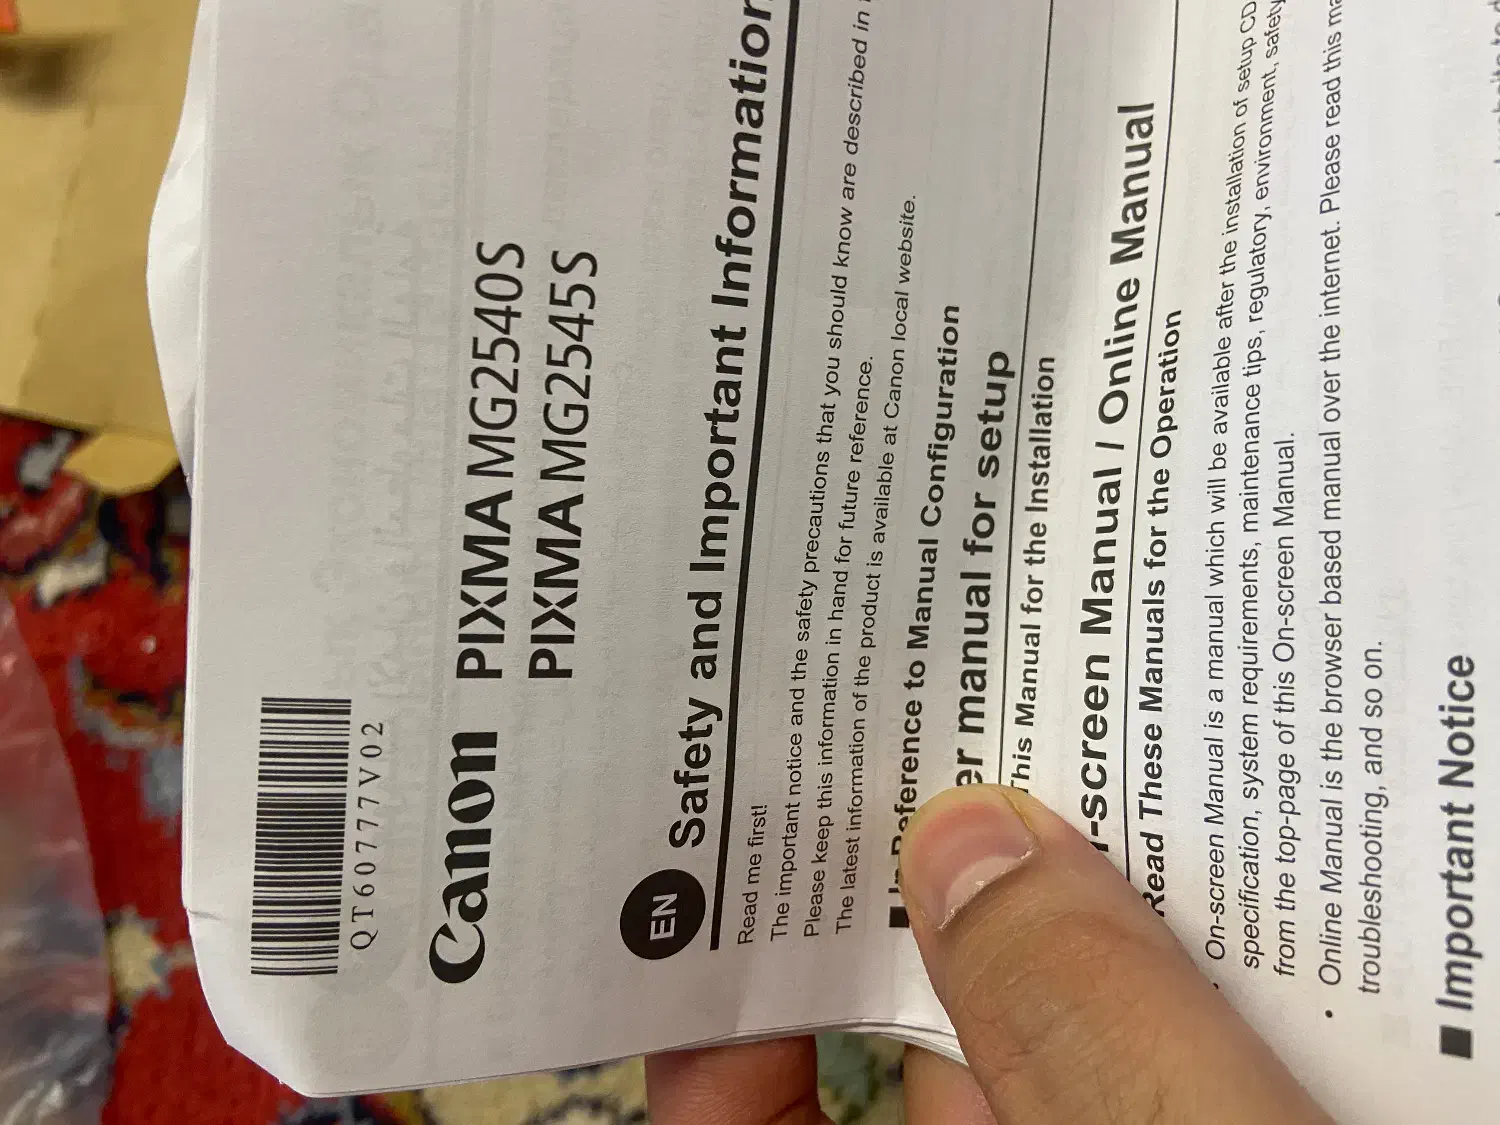 QT60777V02
Canon PIXMA MG2540S
PIXMA MG2545S
EN Safety and Important Information
Read me first!
The important notice and the safety precautions that you should know are described in
Please keep this information in hand for future reference.
The latest information of the product is available at Canon local website.
■ to Manual Configuration
manual for setup
This Manual for the Installation
-screen Manual / Online Manual
Read These Manuals for the Operation
• On-screen Manual is a manual which will be available after the installation of setup CD
specification, system requirements, maintenance tips, regulatory, environment, safety
from the top-page of this On-screen Manual.
• Online Manual is the browser based manual over the internet. Please read this
troubleshooting, and so on.
■ Important Notice